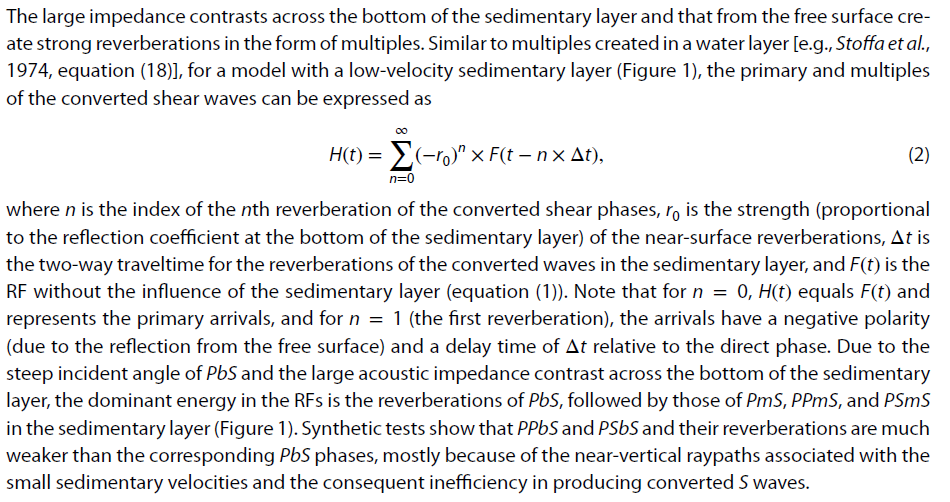 The large impedance contrasts across the bottom of the sedimentary layer and that from the free surface cre-
ate strong reverberations in the form of multiples. Similar to multiples created in a water layer [e.g., Stoffa et al.,
1974, equation (18)], for a model with a low-velocity sedimentary layer (Figure 1), the primary and multiples
of the converted shear waves can be expressed as
H(t) = ∑_{n=0}^{∞} (−r₀)ⁿ × F(t − n × Δt), (2)
where n is the index of the nth reverberation of the converted shear phases, r₀ is the strength (proportional
to the reflection coefficient at the bottom of the sedimentary layer) of the near-surface reverberations, Δt is
the two-way traveltime for the reverberations of the converted waves in the sedimentary layer, and F(t) is the
RF without the influence of the sedimentary layer (equation (1)). Note that for n = 0, H(t) equals F(t) and
represents the primary arrivals, and for n = 1 (the first reverberation), the arrivals have a negative polarity
(due to the reflection from the free surface) and a delay time of Δt relative to the direct phase. Due to the
steep incident angle of PbS and the large acoustic impedance contrast across the bottom of the sedimentary
layer, the dominant energy in the RFs is the reverberations of PbS, followed by those of PmS, PPmS, and PSmS
in the sedimentary layer (Figure 1). Synthetic tests show that PPbS and PSbS and their reverberations are much
weaker than the corresponding PbS phases, mostly because of the near-vertical raypaths associated with the
small sedimentary velocities and the consequent inefficiency in producing converted S waves.